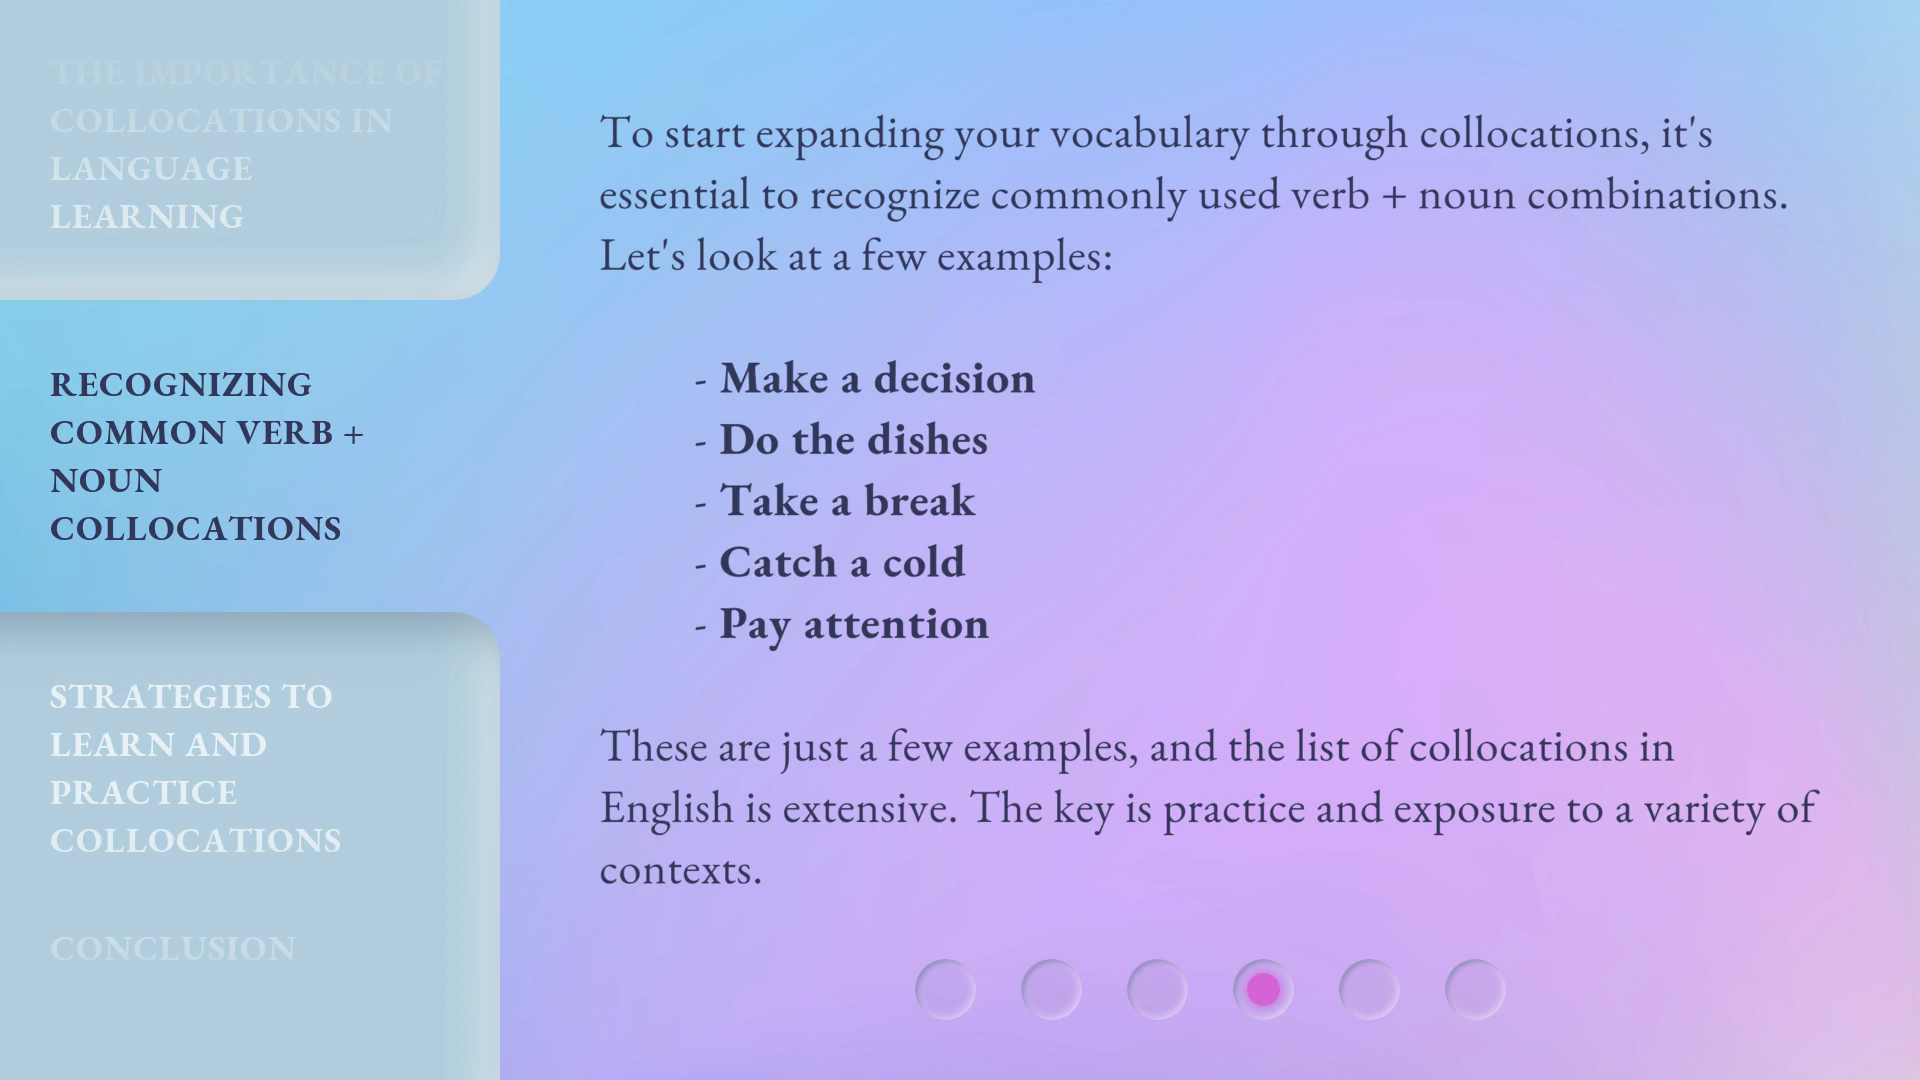 THE IMPORTANCE OF
COLLOCATIONS IN
LANGUAGE
LEARNING
RECOGNIZING
COMMON VERB +
NOUN
COLLOCATIONS
STRATEGIES TO
LEARN AND
PRACTICE
COLLOCATIONS
CONCLUSION
To start expanding your vocabulary through collocations, it's
essential to recognize commonly used verb + noun combinations.
Let's look at a few examples:
- Make a decision
- Do the dishes
- Take a break
- Catch a cold
- Pay attention
These are just a few examples, and the list of collocations in
English is extensive. The key is practice and exposure to a variety of
contexts.